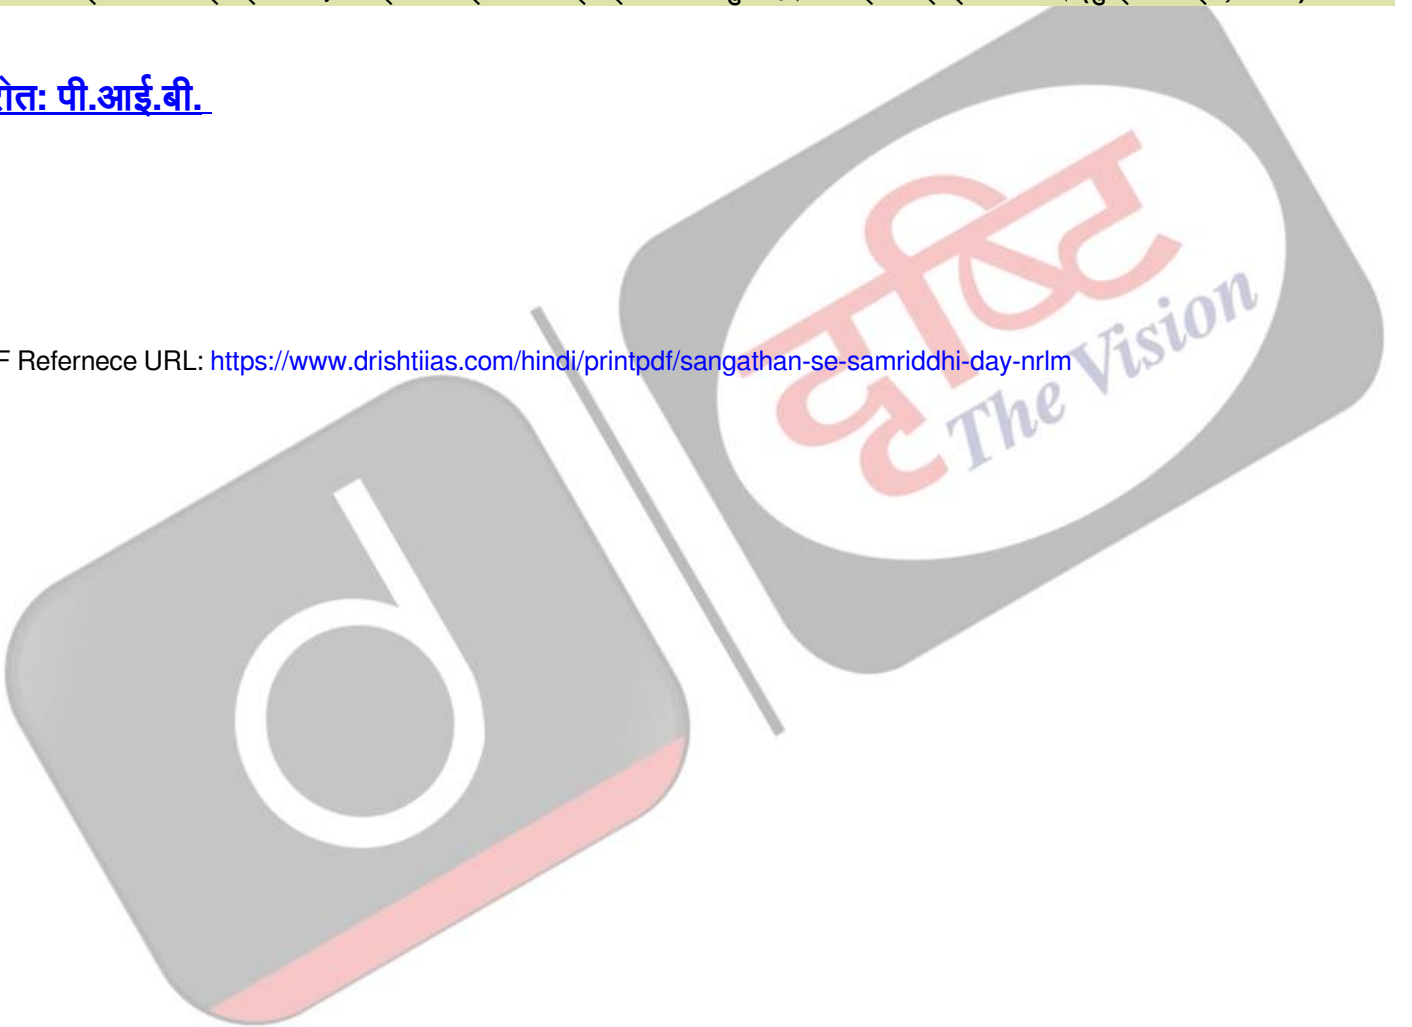 रोत: पी.आई.बी.
F Refernece URL: https://www.drishtiias.com/hindi/printpdf/sangathan-se-samriddhi-day-nrlm
दृष्टि
The Vision